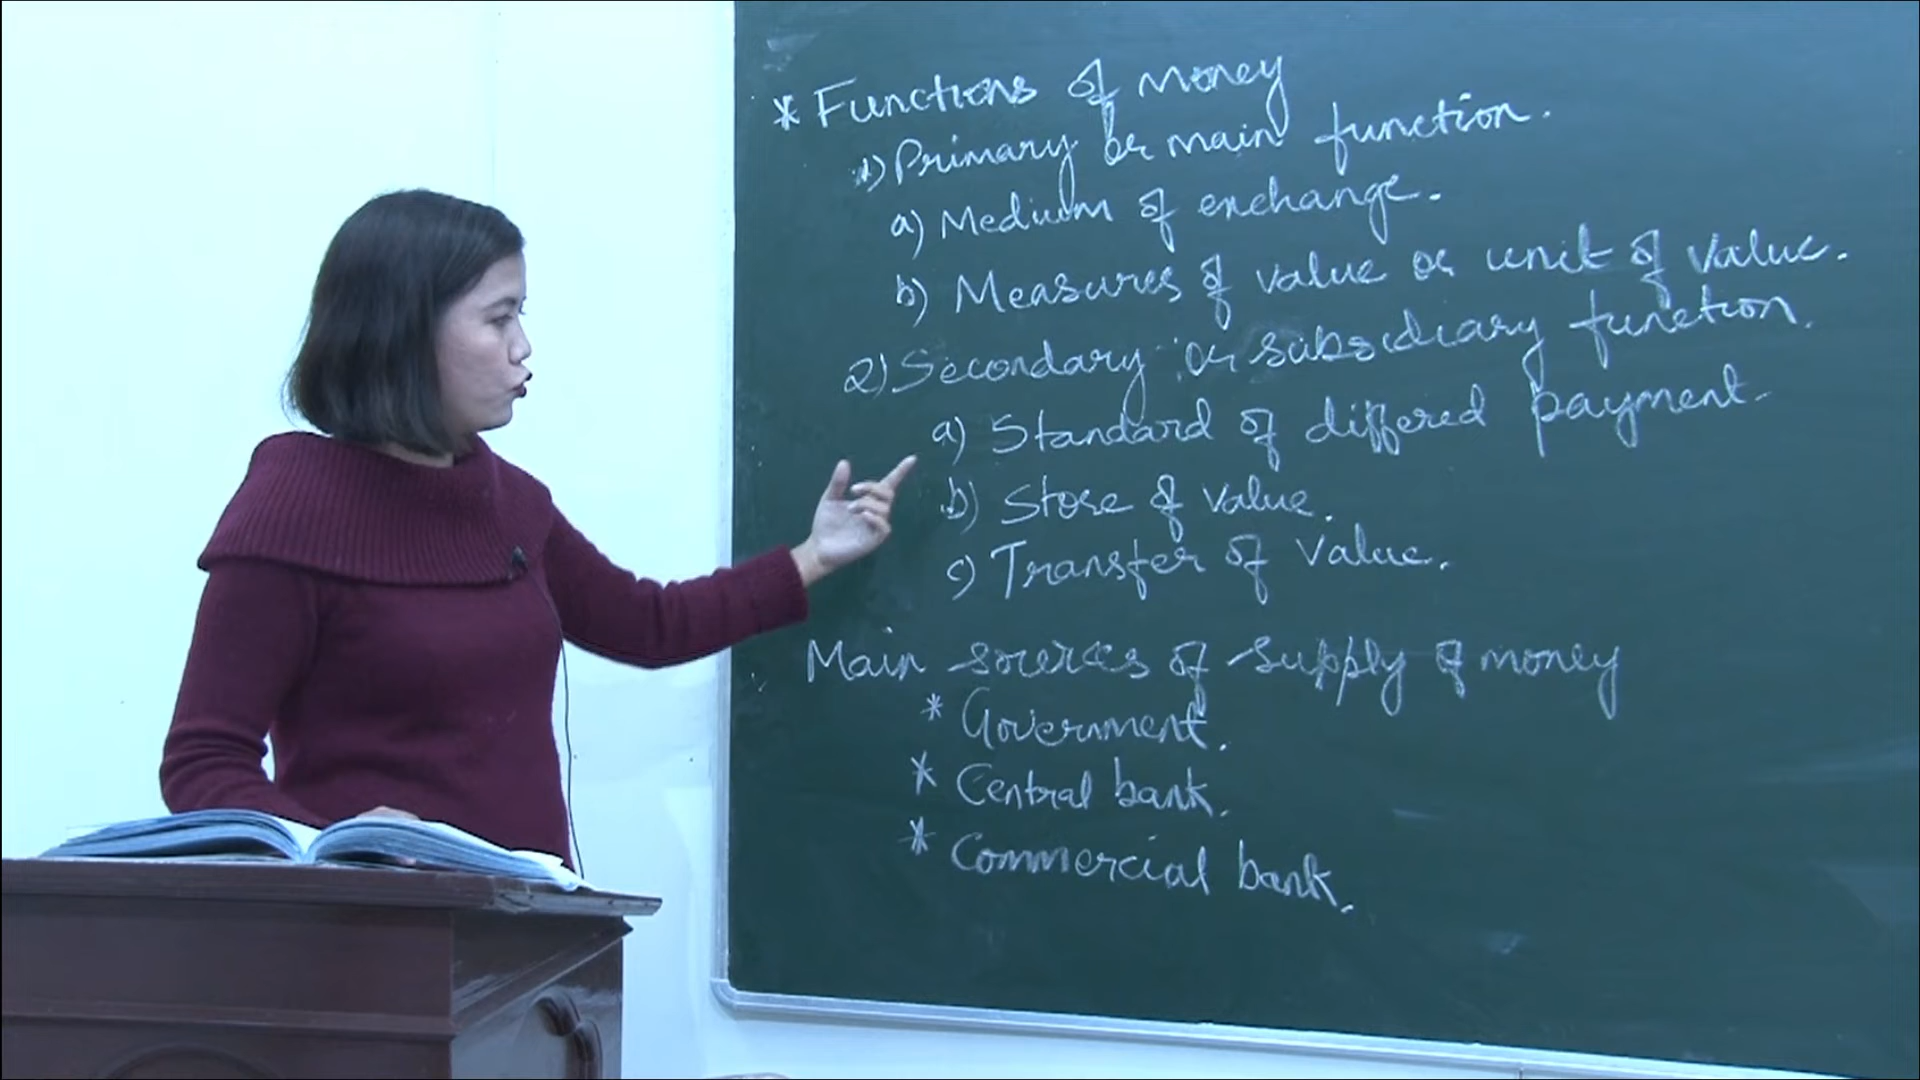 * Functions of money
1) Primary or main function.
a) Medium of exchange.
b) Measures of value or unit of value.
2) Secondary or subsidiary function.
a) Standard of differed payment.
b) Store of value.
c) Transfer of value.
Main sources of supply of money
* Government.
* Central bank.
* Commercial bank.